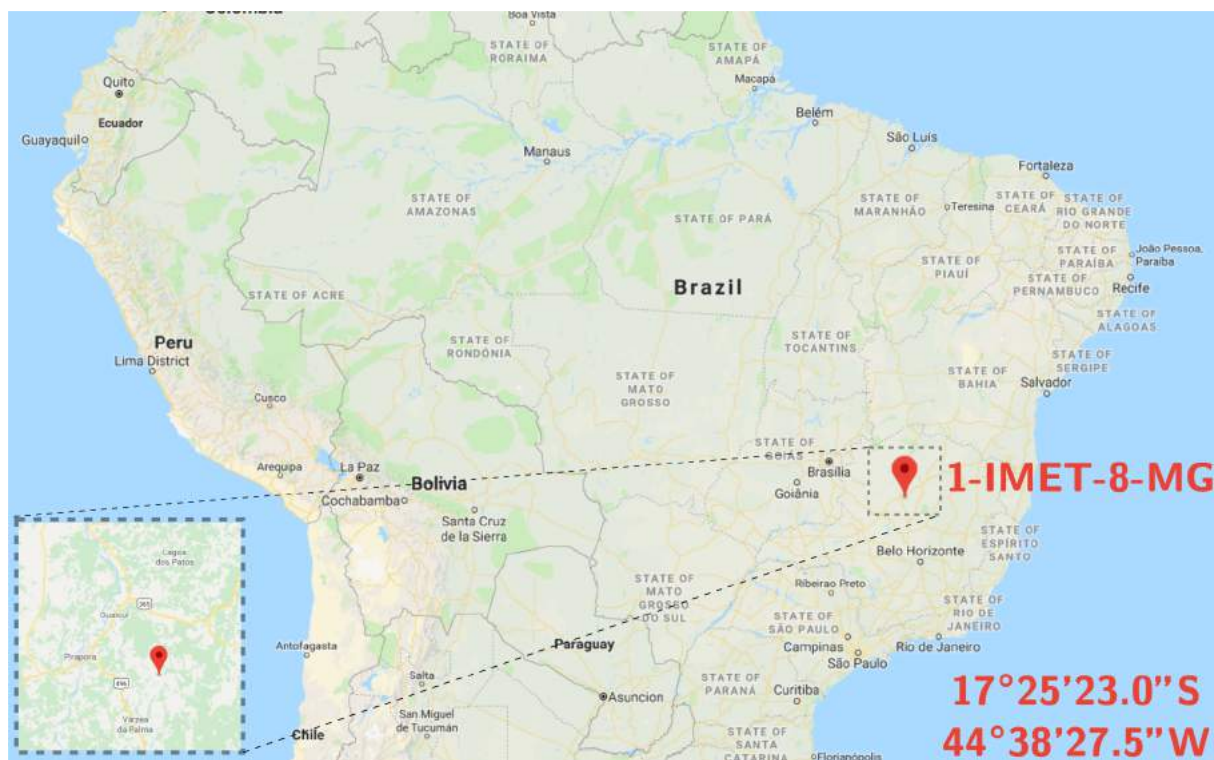 Colombia
Boa Vista
STATE OF
RORAIMA
STATE OF
AMAPÁ
Macapá
Quito
Ecuador
Guayaquil
Belém
São Luís
Manaus
Fortaleza
STATE OF
AMAZONAS
STATE OF PARÁ
STATE OF
MARANHÃO
Teresina
STATE OF
CEARÁ
STATE OF
RIO GRANDE
DO NORTE
STATE OF
PARAÍBA
João Pessoa,
Paraiba
STATE OF
PIAUÍ
STATE OF
PERNAMBUCO
Recife
Brazil
STATE OF ACRE
STATE OF
ALAGOAS
Peru
Lima District
STATE OF
RONDÔNIA
STATE OF
TOCANTINS
STATE OF
SERGIPE
STATE OF
MATO
GROSSO
STATE OF
BAHIA
Salvador
Cusco
STATE OF
GOIÁS
Arequipa
La Paz
Brasília
1-IMET-8-MG
Bolivia
Cochabamba
Goiânia
Santa Cruz
de la Sierra
STATE OF
ESPÍRITO
SANTO
Belo Horizonte
Lagoa
dos Patos
365
Guaicuí
Pirapora
496
Várzea
da Palma
STATE OF
MATO
GROSSO
DO SUL
Ribeirao Preto
STATE OF
RIO DE
JANEIRO
STATE OF
SÃO PAULO
Antofagasta
Paraguay
Campinas
São Paulo
Rio de Janeiro
Salta
Asuncion
STATE OF
PARANÁ
Curitiba
17°25'23.0"S
San Miguel
de Tucumán
Chile
STATE OF
SANTA
CATARINA
44°38'27.5"W
Florianópolis